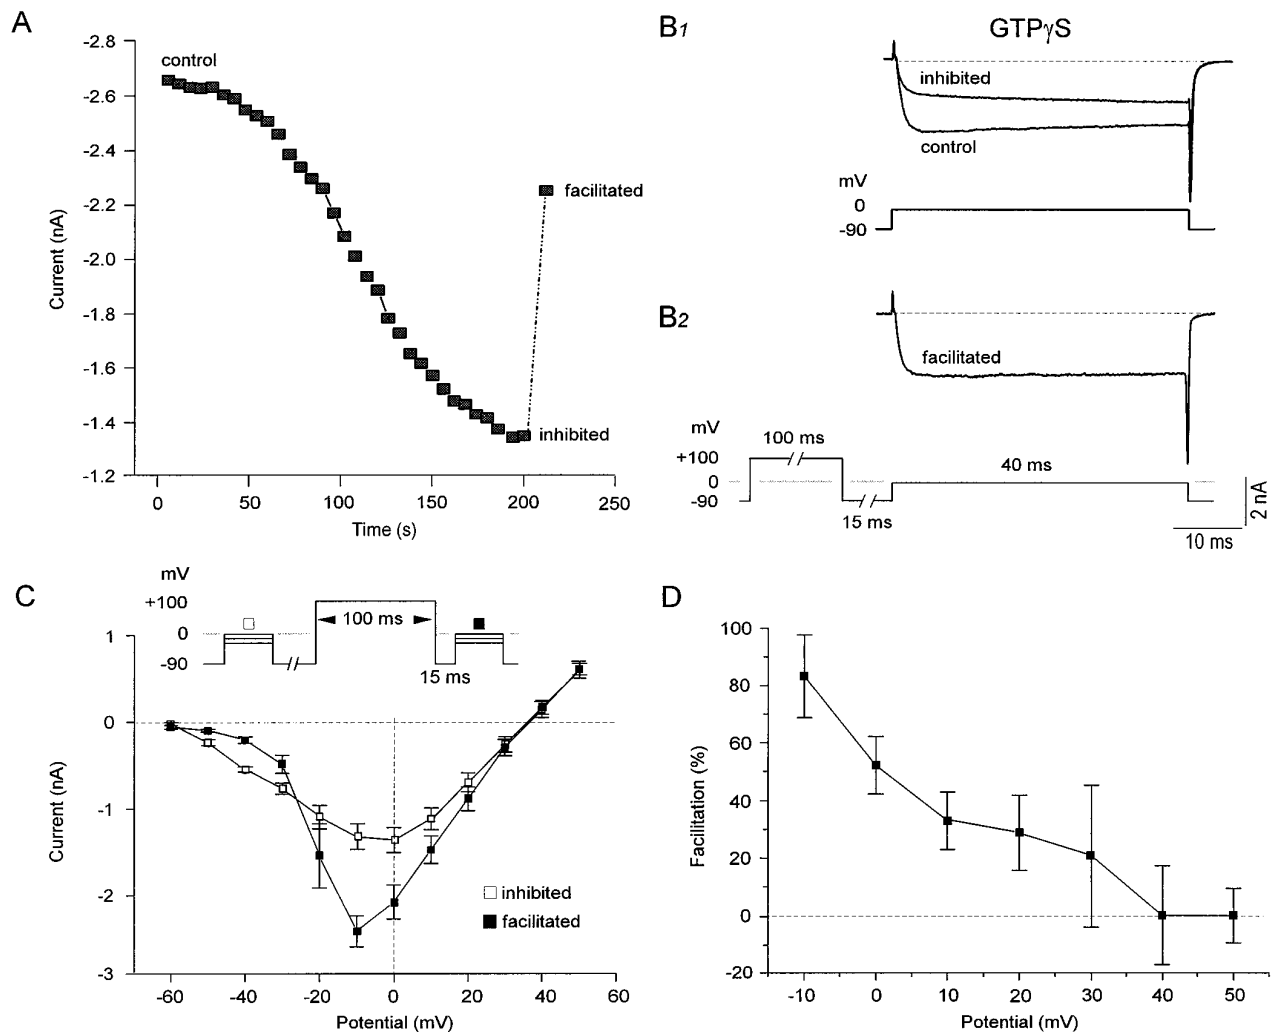 A
-2.8
-2.6
-2.4
-2.2
-2.0
-1.8
-1.6
-1.4
-1.2
Current (nA)
control
facilitated
inhibited
0 50 100 150 200 250
Time (s)
B1
GTPγS
inhibited
control
mV
0
-90
B2
facilitated
mV
+100
0
-90
100 ms
15 ms
40 ms
2 nA
10 ms
C
mV
+100
0
-90
100 ms
15 ms
1
0
-1
-2
-3
Current (nA)
inhibited
facilitated
-60 -40 -20 0 20 40 60
Potential (mV)
D
100
80
60
40
20
0
-20
Facilitation (%)
-10 0 10 20 30 40 50
Potential (mV)